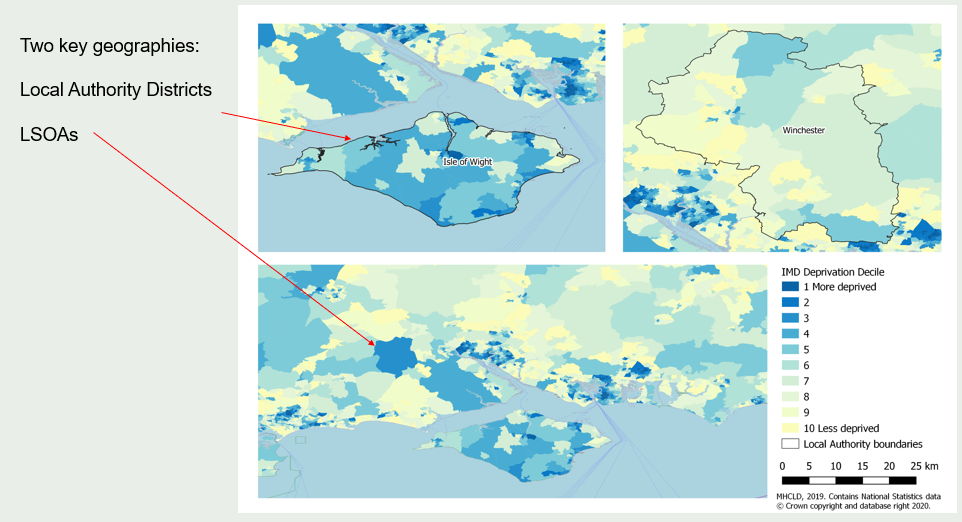 Two key geographies:
Local Authority Districts
LSOAs
Isle of Wight
Winchester
IMD Deprivation Decile
1 More deprived
2
3
4
5
6
7
8
9
10 Less deprived
Local Authority boundaries
0 5 10 15 20 25 km
MHCLD, 2019. Contains National Statistics data
© Crown copyright and database right 2020.